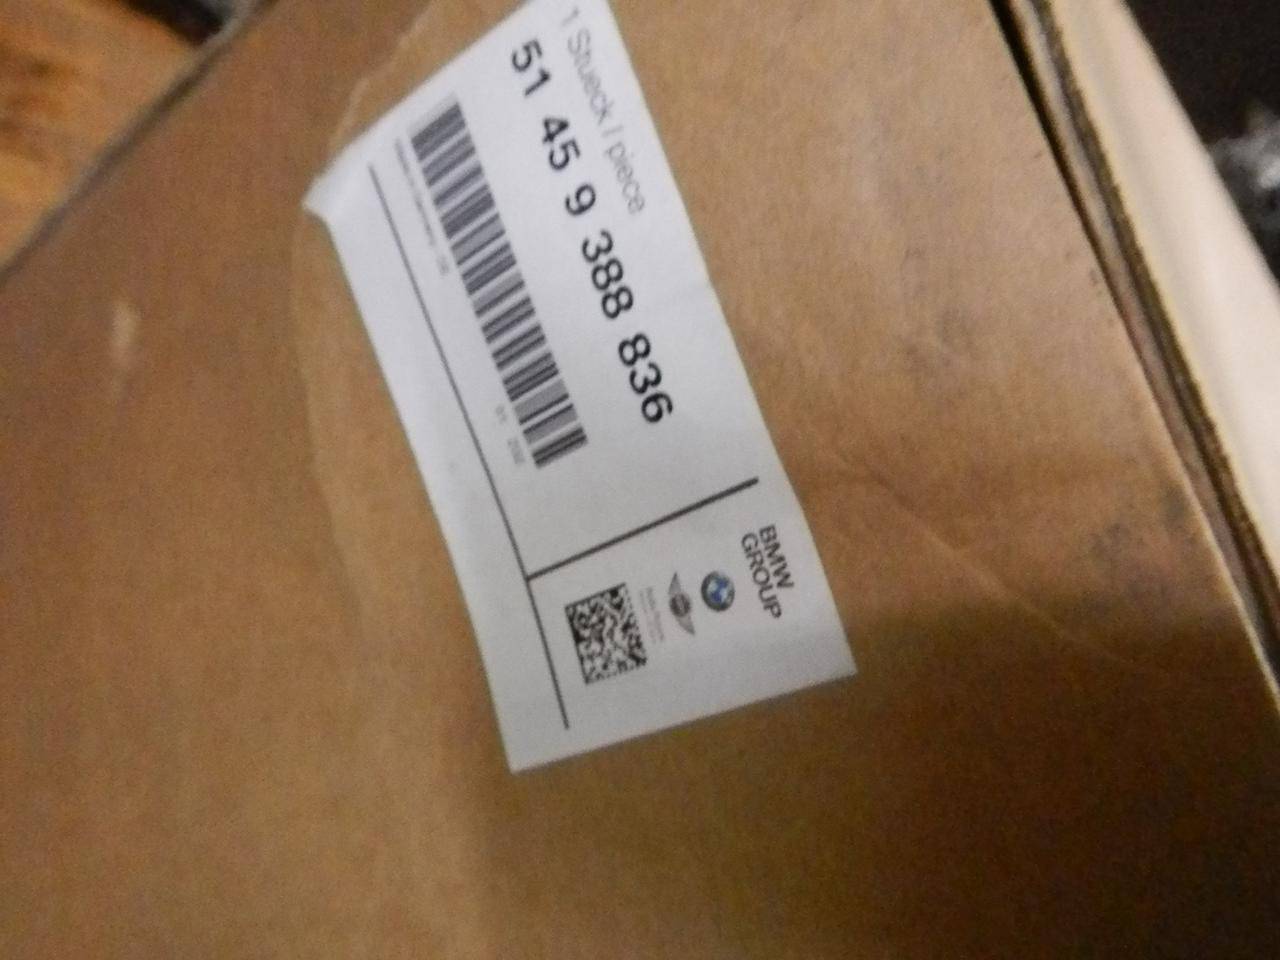 1 Stueck / piece
51 45 9 388 836
BMW
GROUP